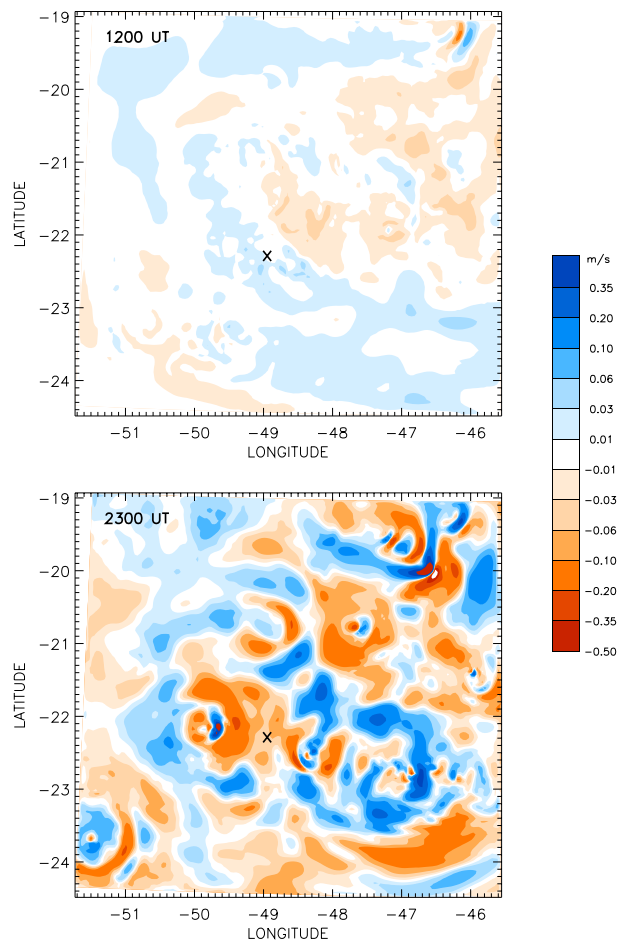 −19
1200 UT
−20
−21
LATITUDE
−22
X
−23
−24
−51 −50 −49 −48 −47 −46
LONGITUDE
m/s
0.35
0.20
0.10
0.06
0.03
0.01
−0.01
−0.03
−0.06
−0.10
−0.20
−0.35
−0.50
−19
2300 UT
−20
−21
LATITUDE
−22
X
−23
−24
−51 −50 −49 −48 −47 −46
LONGITUDE